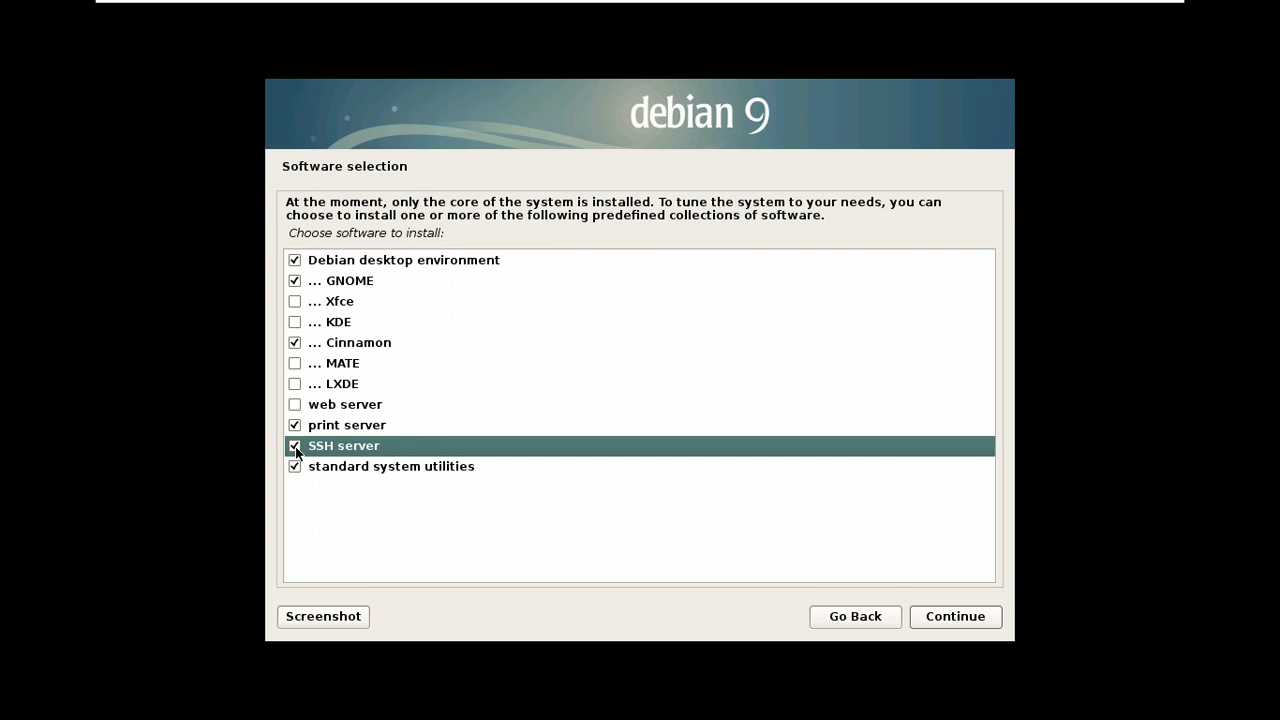 debian 9
Software selection
At the moment, only the core of the system is installed. To tune the system to your needs, you can
choose to install one or more of the following predefined collections of software.
Choose software to install:
Debian desktop environment
... GNOME
... Xfce
... KDE
... Cinnamon
... MATE
... LXDE
web server
print server
SSH server
standard system utilities
Screenshot
Go Back
Continue